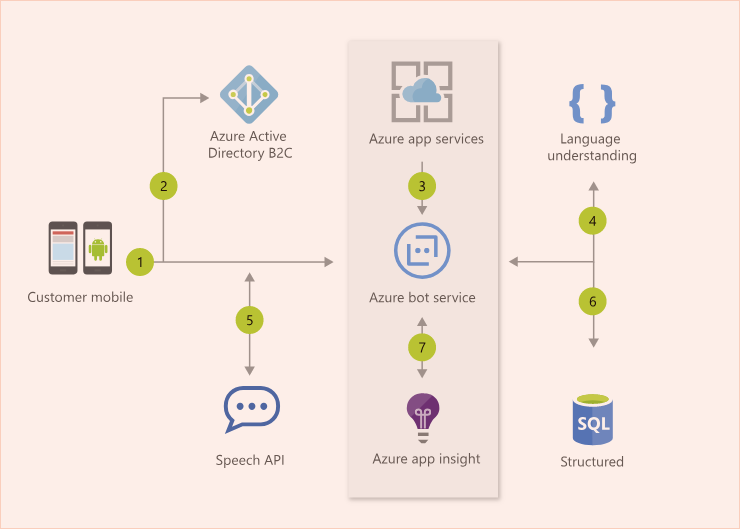 Azure Active
Directory B2C
Azure app services
Language
understanding
2
3
4
1
Customer mobile
Azure bot service
5
6
7
SQL
Speech API
Azure app insight
Structured